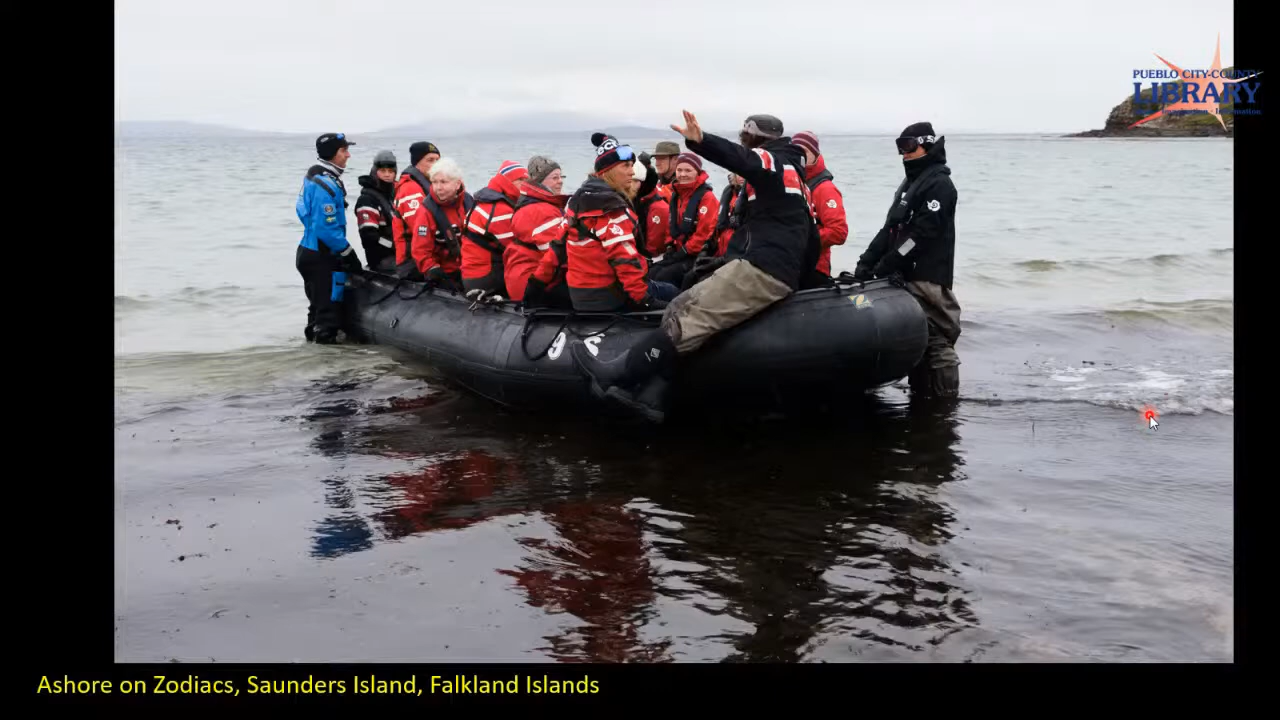 PUEBLO CITY-COUNTY
LIBRARY
Ashore on Zodiacs, Saunders Island, Falkland Islands